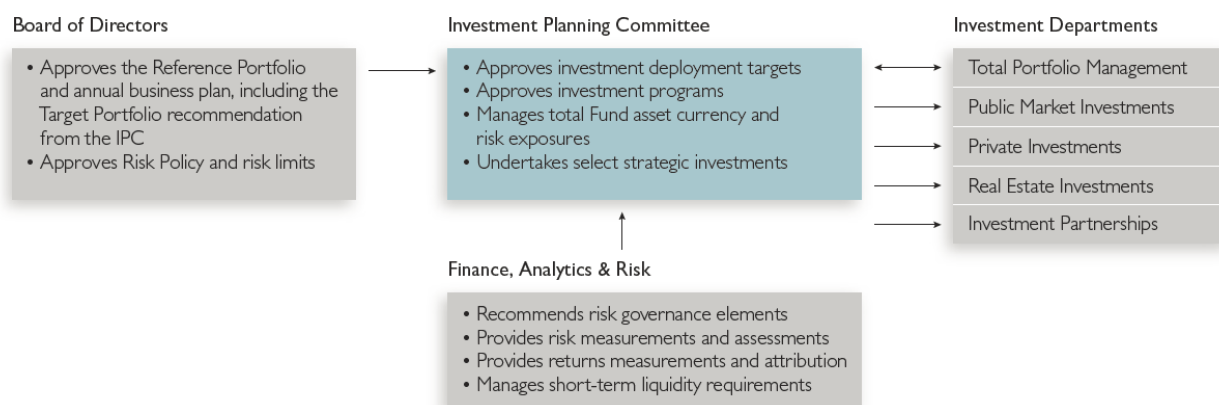 Board of Directors
• Approves the Reference Portfolio
and annual business plan, including the
Target Portfolio recommendation
from the IPC
• Approves Risk Policy and risk limits
Investment Planning Committee
• Approves investment deployment targets
• Approves investment programs
• Manages total Fund asset currency and
risk exposures
• Undertakes select strategic investments
Investment Departments
Total Portfolio Management
Public Market Investments
Private Investments
Real Estate Investments
Investment Partnerships
Finance, Analytics & Risk
• Recommends risk governance elements
• Provides risk measurements and assessments
• Provides returns measurements and attribution
• Manages short-term liquidity requirements